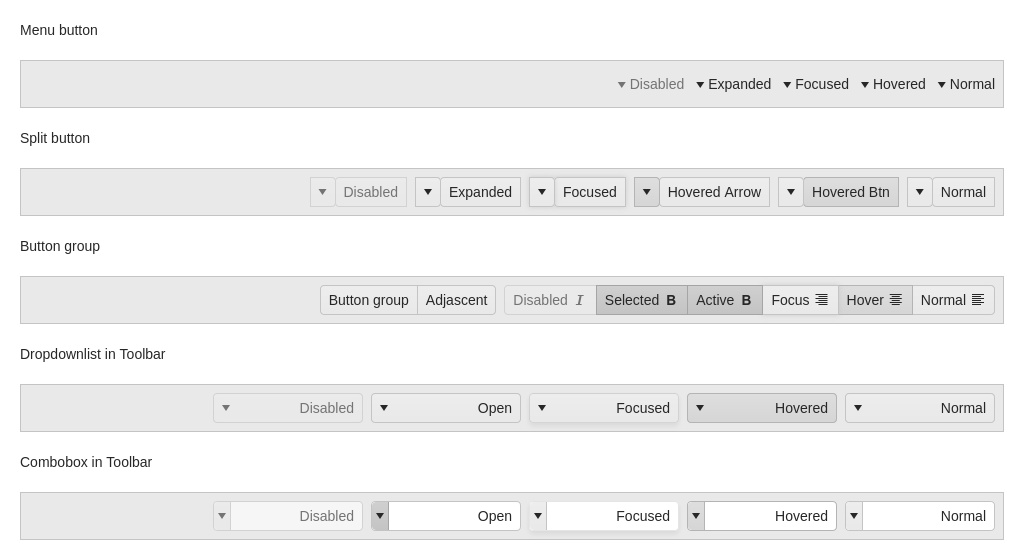 Menu button
Disabled Expanded Focused Hovered Normal
Split button
Disabled Expanded Focused Hovered Arrow Hovered Btn Normal
Button group
Button group Adjascent Disabled I Selected B Active B Focus Hover Normal
Dropdownlist in Toolbar
Disabled Open Focused Hovered Normal
Combobox in Toolbar
Disabled Open Focused Hovered Normal